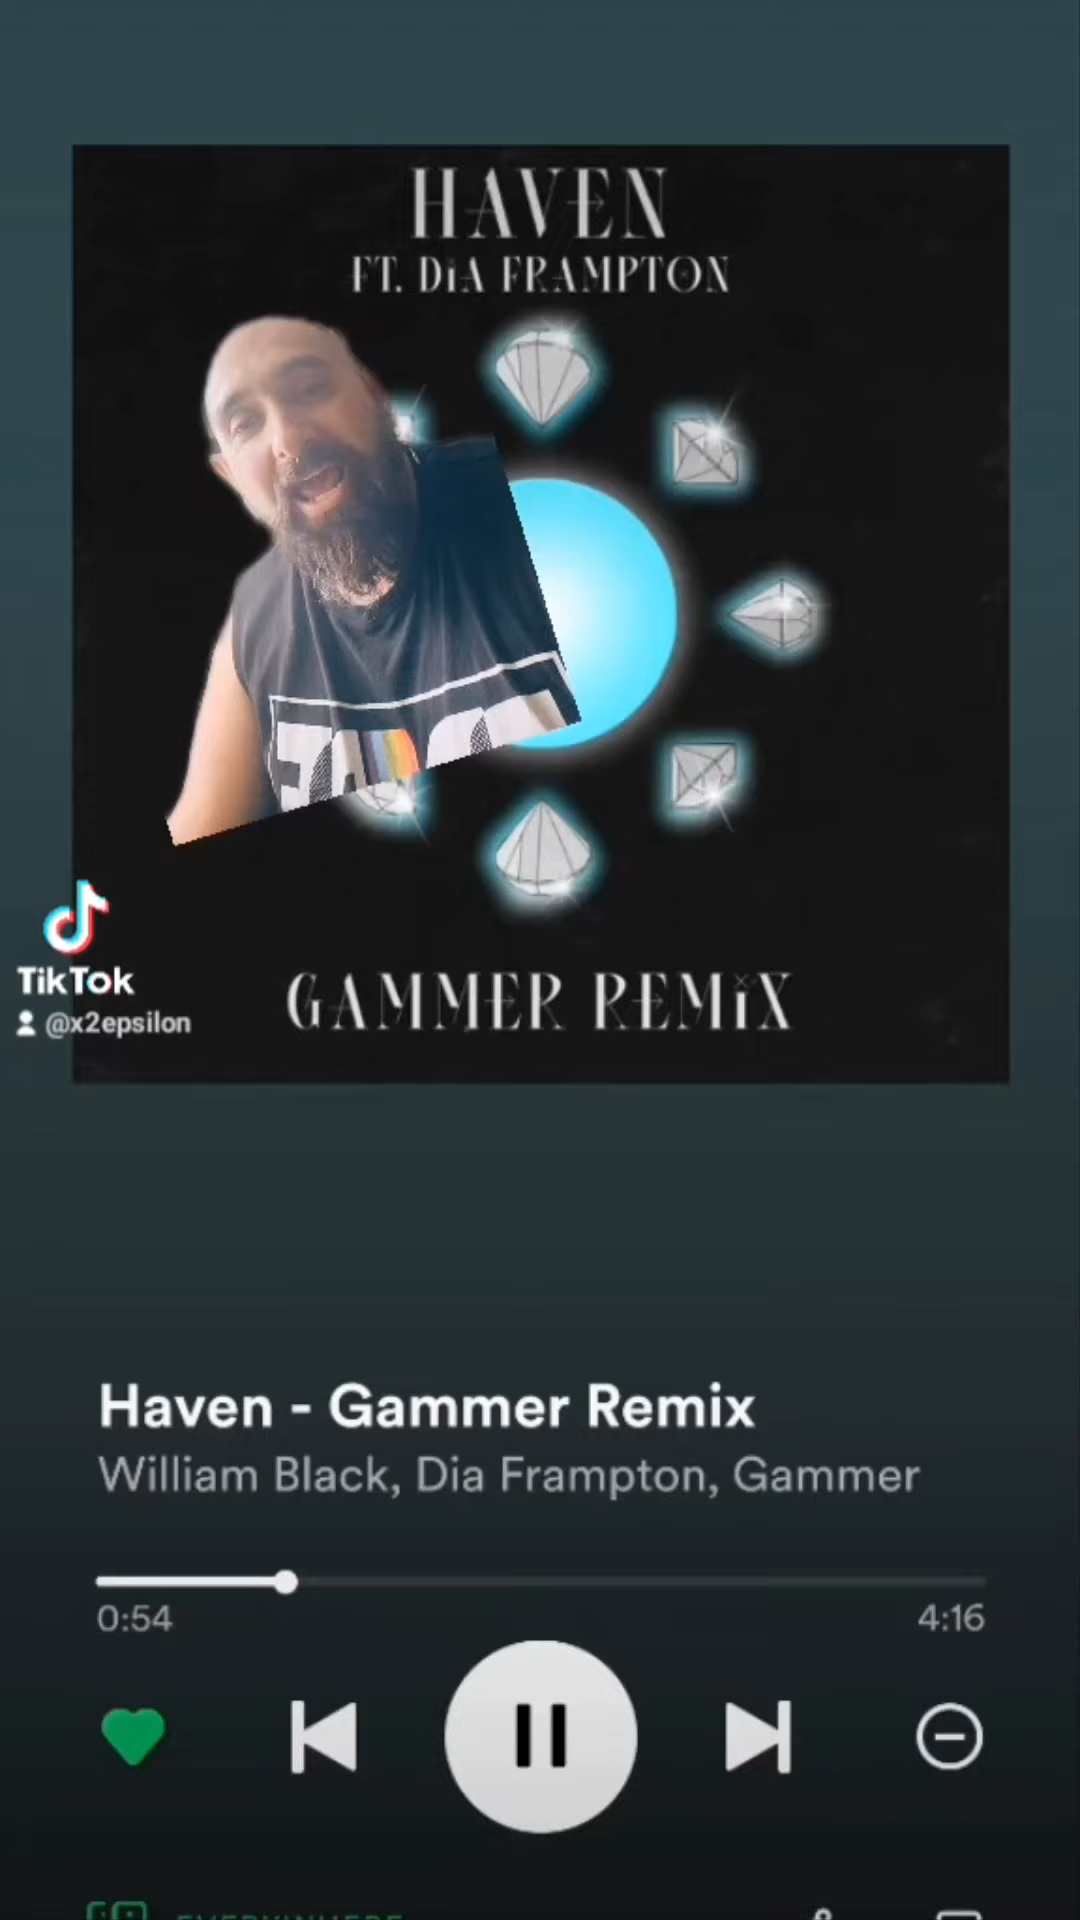 HAVEN
FT. DiA FRAMPTON
TikTok
@x2epsilon
GAMMER REMiX
Haven - Gammer Remix
William Black, Dia Frampton, Gammer
0:54
4:16